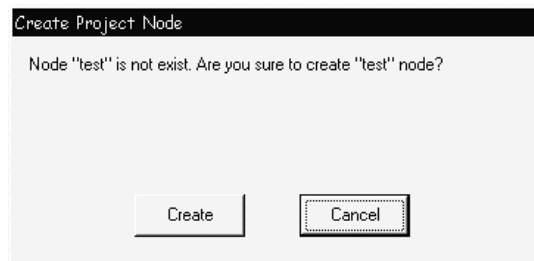 Create Project Node
Node "test" is not exist. Are you sure to create "test" node?
Create
Cancel